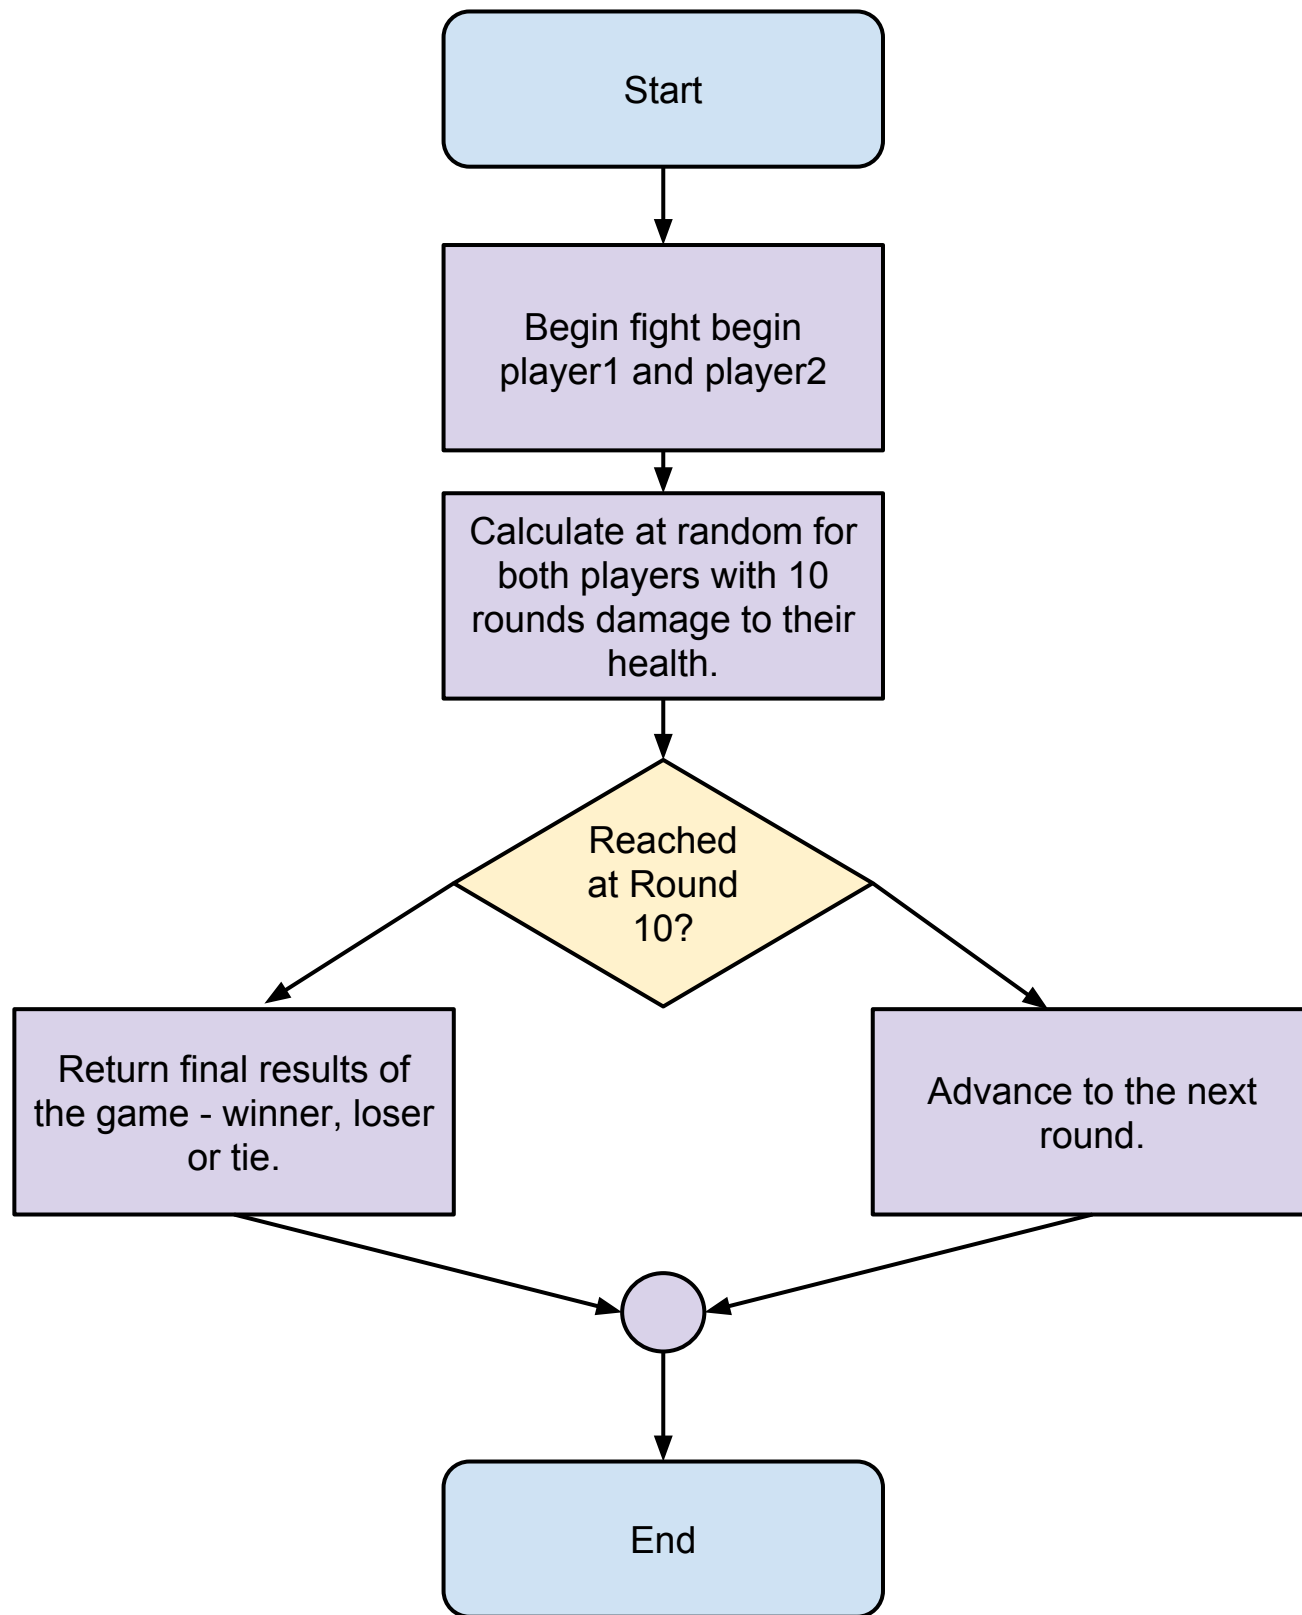 Start
Begin fight begin
player1 and player2
Calculate at random for
both players with 10
rounds damage to their
health.
Reached
at Round
10?
Return final results of
the game - winner, loser
or tie.
Advance to the next
round.
End